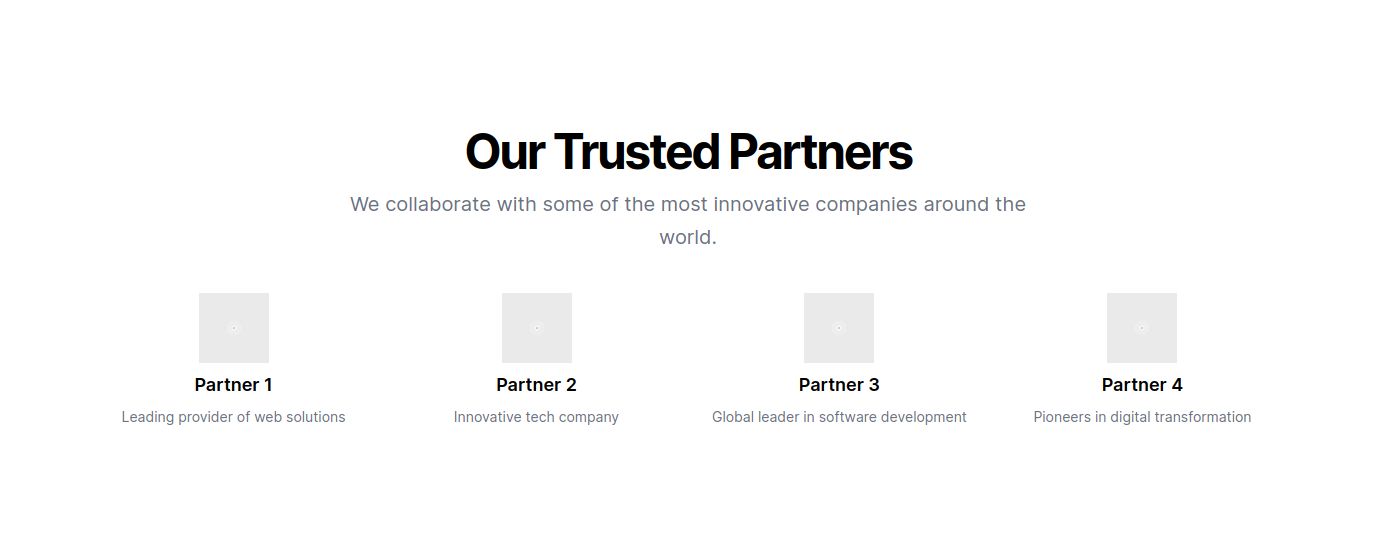 Our Trusted Partners
We collaborate with some of the most innovative companies around the
world.
Partner 1
Leading provider of web solutions
Partner 2
Innovative tech company
Partner 3
Global leader in software development
Partner 4
Pioneers in digital transformation